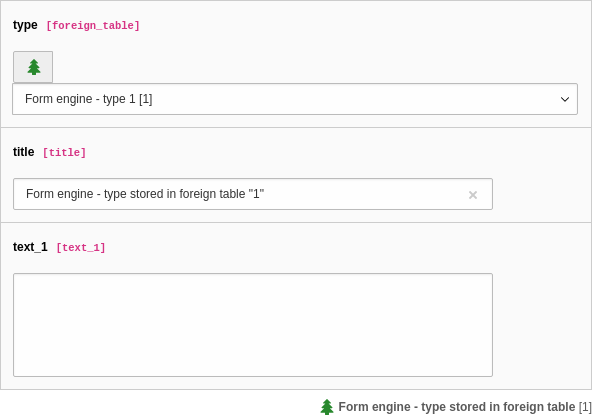 type [foreign_table]
Form engine - type 1 [1]
title [title]
Form engine - type stored in foreign table "1"
text_1 [text_1]
Form engine - type stored in foreign table [1]